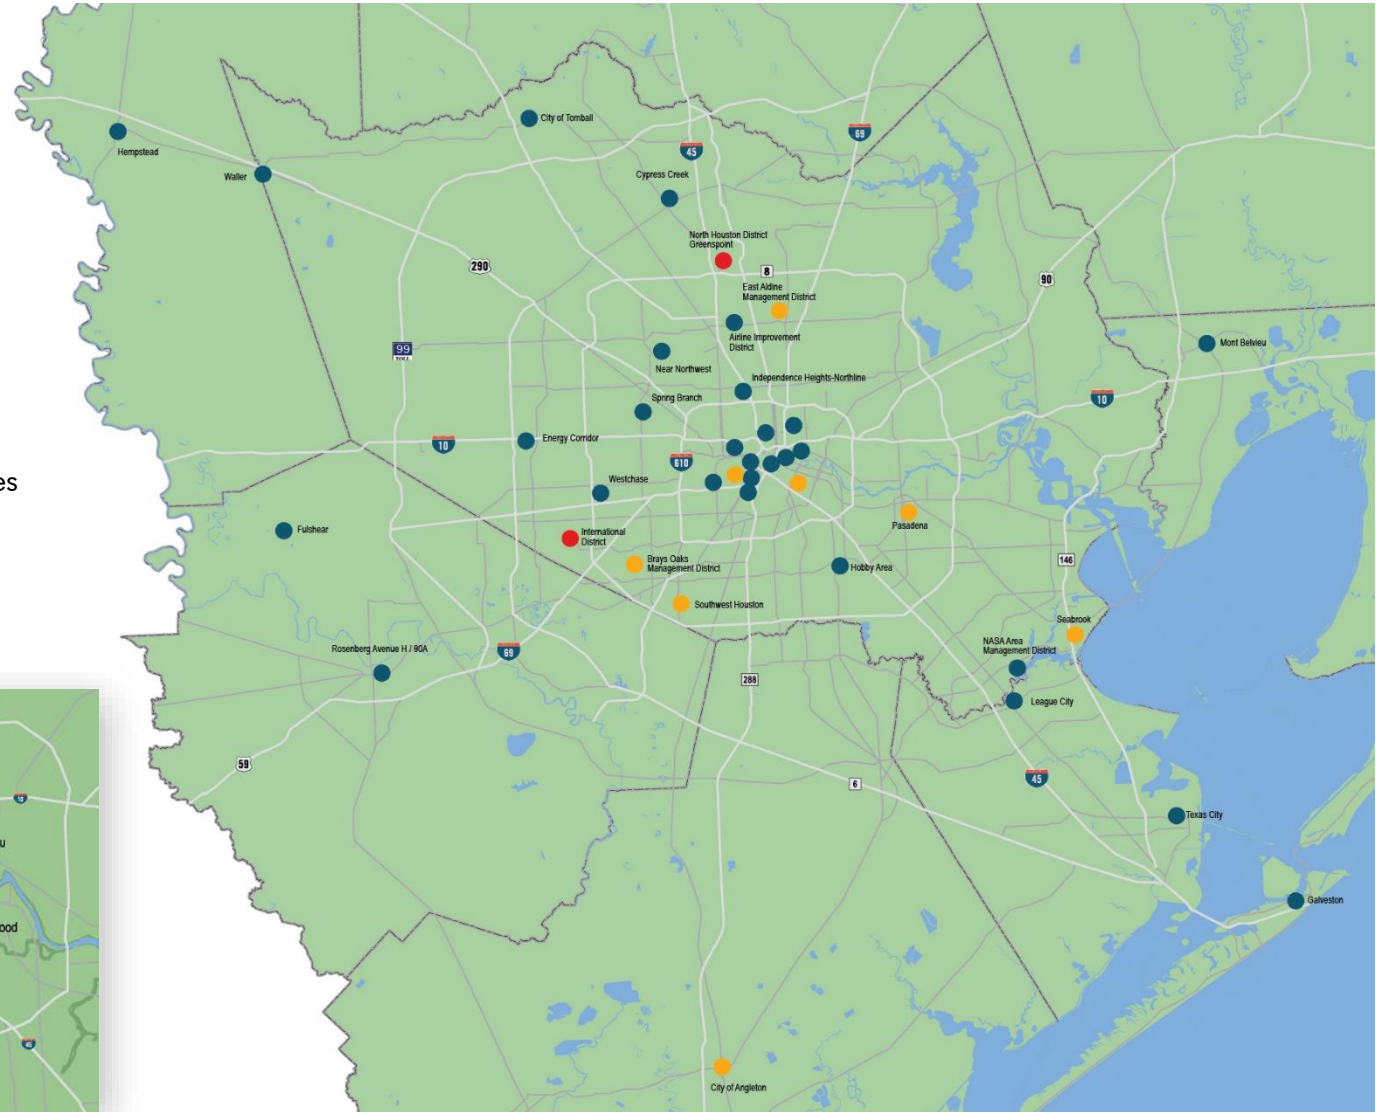 City of Tomball
69
Hempstead
45
Waller
Cypress Creek
North Houston District
Greenspoint
290
8
90
East Aldine
Management District
Airline Improvement
District
Mont Belvieu
99
TOLL
Near Northwest
Independence Heights-Northline
Spring Branch
10
Energy Corridor
10
610
es
Westchase
Fulshear
International
District
Pasadena
Brays Oaks
Management District
146
Hobby Area
Southwest Houston
Seabrook
NASA Area
Management District
Rosenberg Avenue H / 90A
69
288
League City
59
45
6
10
Texas City
u
Galveston
ood
45
City of Angleton